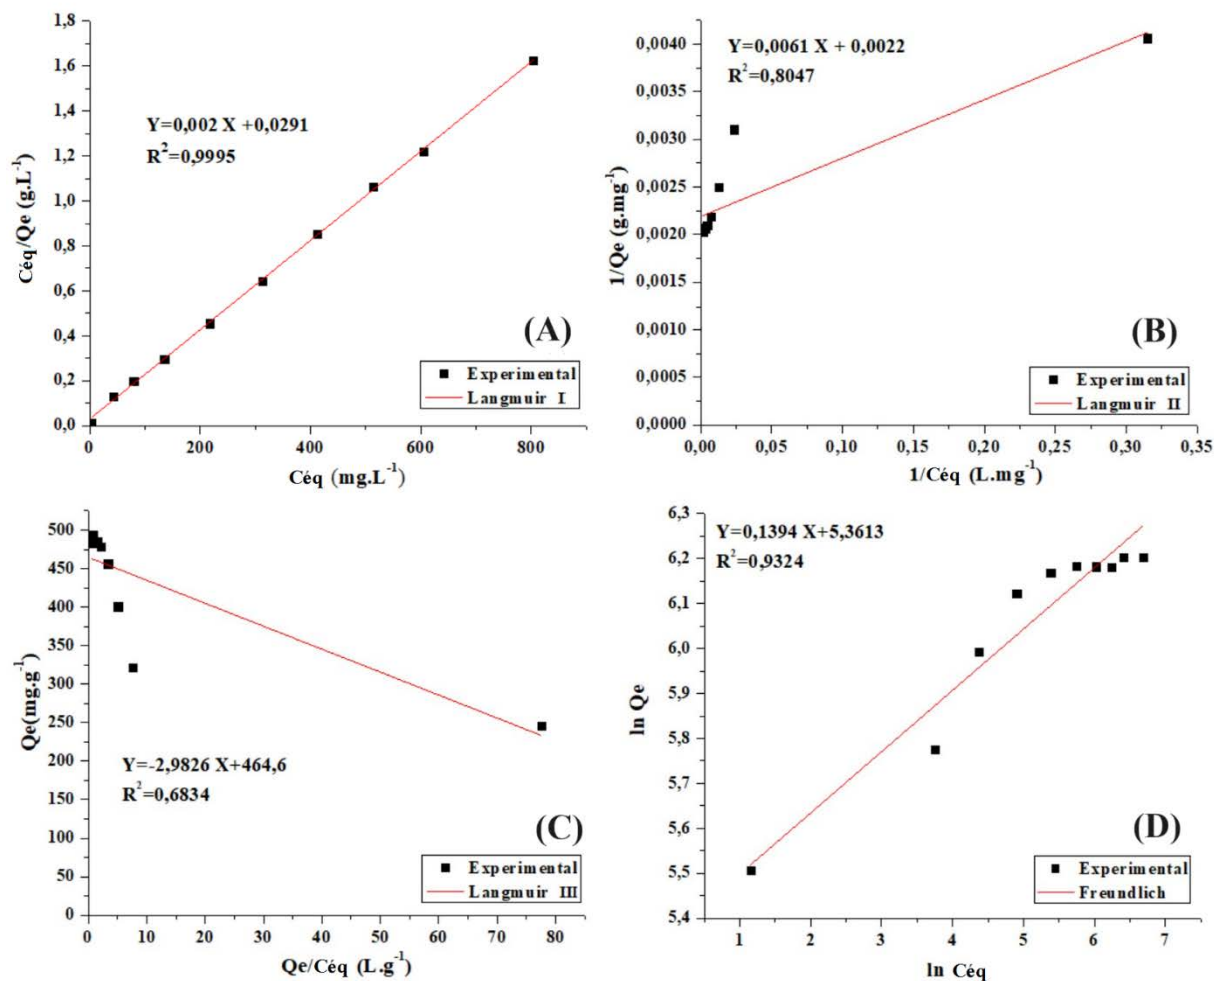 1,8
1,6
1,4
1,2
1,0
0,8
0,6
0,4
0,2
0,0
Céq/Qe (g.L⁻¹)
Y=0,002 X +0,0291
R²=0,9995
(A)
Experimental
Langmuir I
0 200 400 600 800
Céq (mg.L⁻¹)
0,0040
0,0035
0,0030
0,0025
0,0020
0,0015
0,0010
0,0005
0,0000
1/Qe (g.mg⁻¹)
Y=0,0061 X + 0,0022
R²=0,8047
(B)
Experimental
Langmuir II
0,00 0,05 0,10 0,15 0,20 0,25 0,30 0,35
1/Céq (L.mg⁻¹)
500
450
400
350
300
250
200
150
100
50
0
Qe(mg.g⁻¹)
Y=-2,9826 X+464,6
R²=0,6834
(C)
Experimental
Langmuir III
0 10 20 30 40 50 60 70 80
Qe/Céq (L.g⁻¹)
6,3
6,2
6,1
6,0
5,9
5,8
5,7
5,6
5,5
5,4
ln Qe
Y=0,1394 X+5,3613
R²=0,9324
(D)
Experimental
Freundlich
1 2 3 4 5 6 7
ln Céq